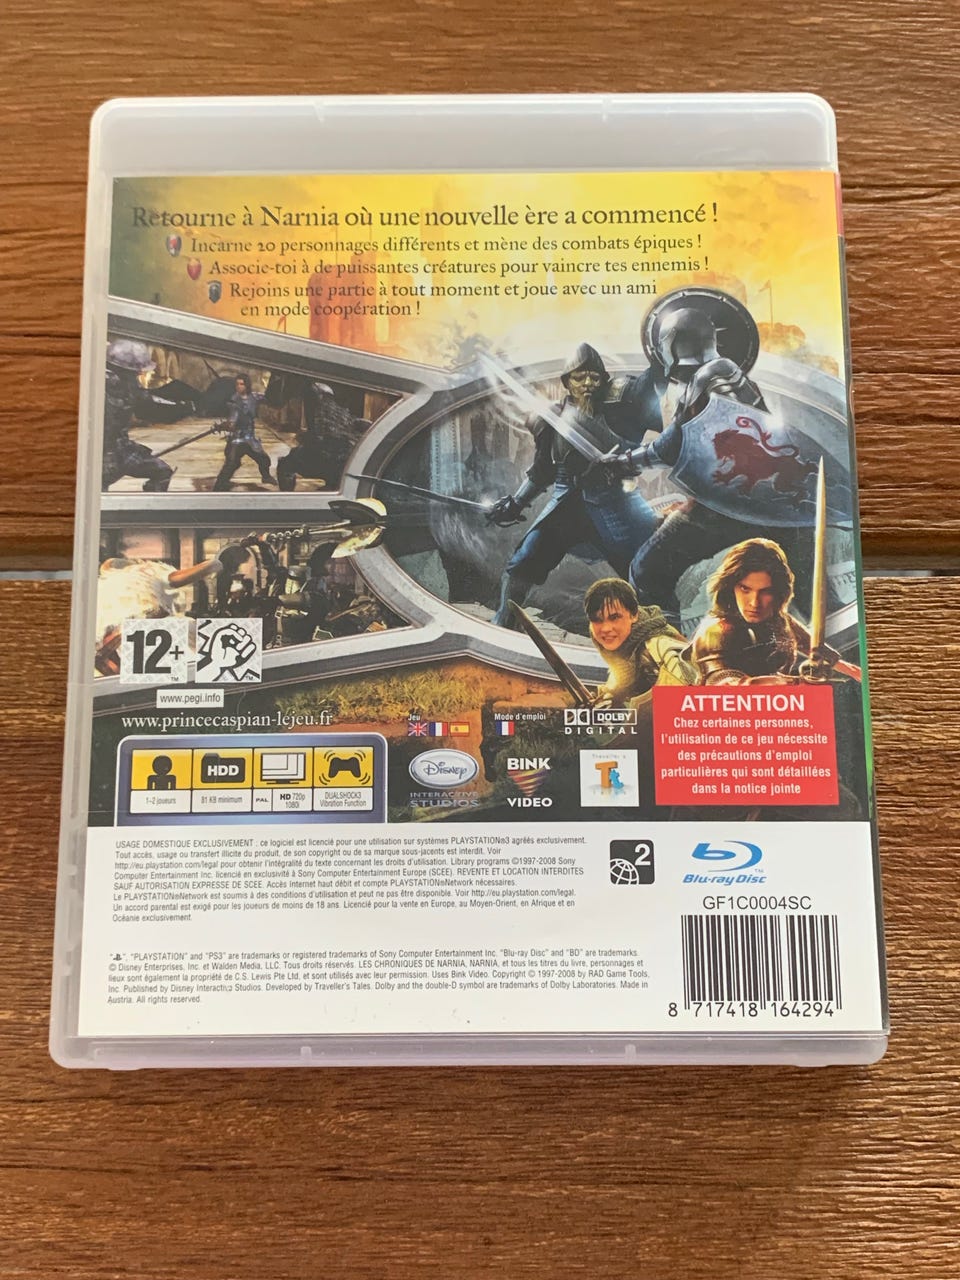 Retourne à Narnia où une nouvelle ère a commencé !
Incarne 20 personnages différents et mène des combats épiques !
Associe-toi à de puissantes créatures pour vaincre tes ennemis !
Rejoins une partie à tout moment et joue avec un ami
en mode coopération !
12+
www.pegi.info
www.princecaspian-lejeu.fr
Jeu
Mode d'emploi
DOLBY
DIGITAL
ATTENTION
Chez certaines personnes,
l'utilisation de ce jeu nécessite
des précautions d'emploi
particulières qui sont détaillées
dans la notice jointe
HDD
1-2 joueurs
81 KB minimum
PAL
HD 720p
1080i
DUALSHOCK3
Vibration Function
Disney
INTERACTIVE
STUDIOS
BINK
VIDEO
Traveller's
Tt
USAGE DOMESTIQUE EXCLUSIVEMENT : ce logiciel est licencié pour une utilisation sur systèmes PLAYSTATION®3 agréés exclusivement.
Tout accès, usage ou transfert illicite du produit, de son copyright ou de sa marque sous-jacents est interdit. Voir
http://eu.playstation.com/legal pour obtenir l'intégralité du texte concernant les droits d'utilisation. Library programs ©1997-2008 Sony
Computer Entertainment Inc. licencié en exclusivité à Sony Computer Entertainment Europe (SCEE). REVENTE ET LOCATION INTERDITES
SAUF AUTORISATION EXPRESSE DE SCEE. Accès Internet haut débit et compte PLAYSTATION®Network nécessaires.
Le PLAYSTATION®Network est soumis à des conditions d'utilisation et peut ne pas être disponible. Voir http://eu.playstation.com/legal.
Un accord parental est exigé pour les joueurs de moins de 18 ans. Licencié pour la vente en Europe, au Moyen-Orient, en Afrique et en
Océanie exclusivement.
2
Blu-ray Disc
TM
GF1C0004SC
"", "PLAYSTATION" and "PS3" are trademarks or registered trademarks of Sony Computer Entertainment Inc. "Blu-ray Disc" and "BD" are trademarks.
© Disney Enterprises, Inc. et Walden Media, LLC. Tous droits réservés. LES CHRONIQUES DE NARNIA, NARNIA, et tous les titres du livre, personnages et
lieux sont également la propriété de C.S. Lewis Pte Ltd, et sont utilisés avec leur permission. Uses Bink Video. Copyright © 1997-2008 by RAD Game Tools,
Inc. Published by Disney Interactive Studios. Developed by Traveller's Tales. Dolby and the double-D symbol are trademarks of Dolby Laboratories. Made in
Austria. All rights reserved.
8 717418 164294